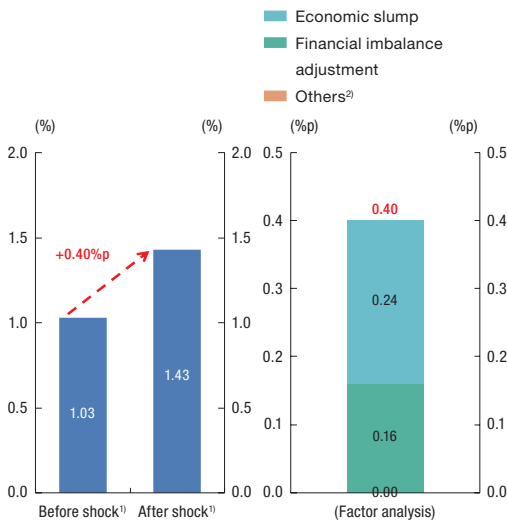 Economic slump
Financial imbalance
adjustment
Others²⁾
(%) (%)
2.0 2.0
1.5 1.5
1.0 1.0
0.5 0.5
0.0 0.0
+0.40%p
1.03
1.43
Before shock¹⁾ After shock¹⁾
(%p) (%p)
0.5 0.5
0.4 0.4
0.3 0.3
0.2 0.2
0.1 0.1
0.0 0.0
0.40
0.24
0.16
0.00
(Factor analysis)